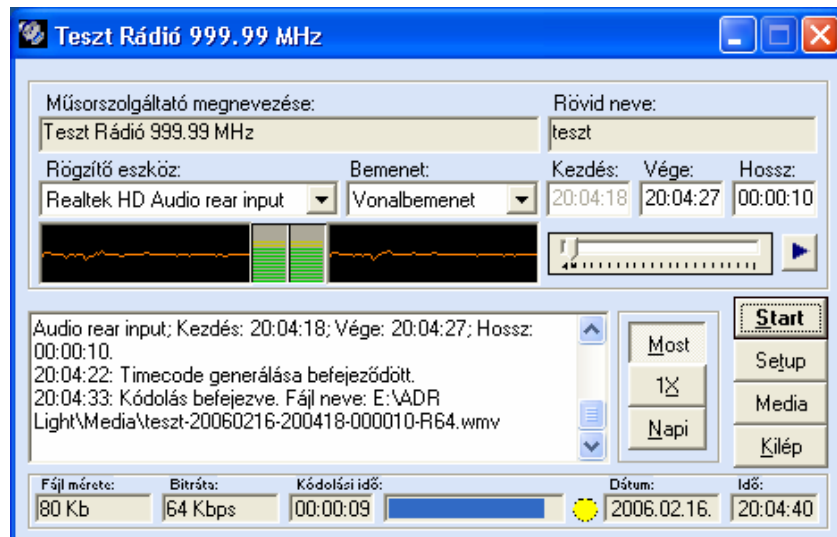 Teszt Rádió 999.99 MHz
Műsorszolgáltató megnevezése: Rövid neve:
Teszt Rádió 999.99 MHz teszt
Rögzítő eszköz: Bemenet: Kezdés: Vége: Hossz:
Realtek HD Audio rear input Vonalbemenet 20:04:18 20:04:27 00:00:10
Audio rear input; Kezdés: 20:04:18; Vége: 20:04:27; Hossz:
00:00:10.
20:04:22: Timecode generálása befejeződött.
20:04:33: Kódolás befejezve. Fájl neve: E:\ADR
Light\Media\teszt-20060216-200418-000010-R64.wmv
Most
1X
Napi
Start
Setup
Media
Kilép
Fájl mérete: Bitráta: Kódolási idő: Dátum: Idő:
80 Kb 64 Kbps 00:00:09 2006.02.16. 20:04:40